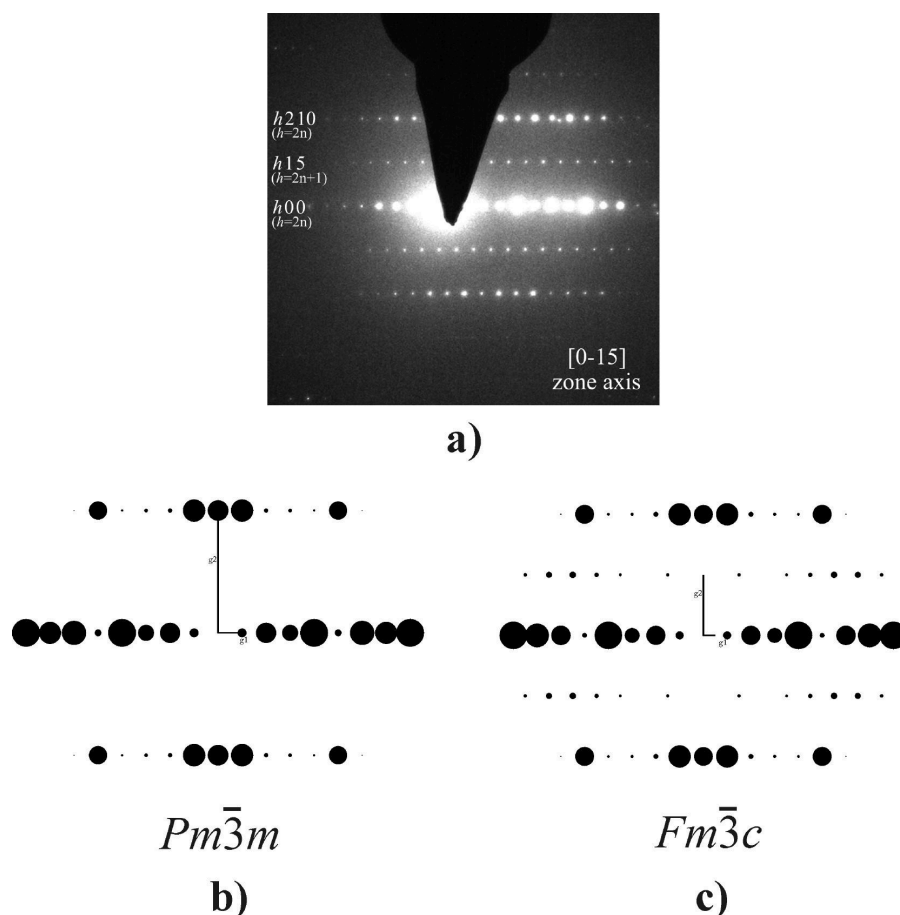 h210
(h=2n)
h15
(h=2n+1)
h00
(h=2n)
[0-15]
zone axis
a)
g2
g1
g2
g1
Pm3̅m
Fm3̅c
b)
c)